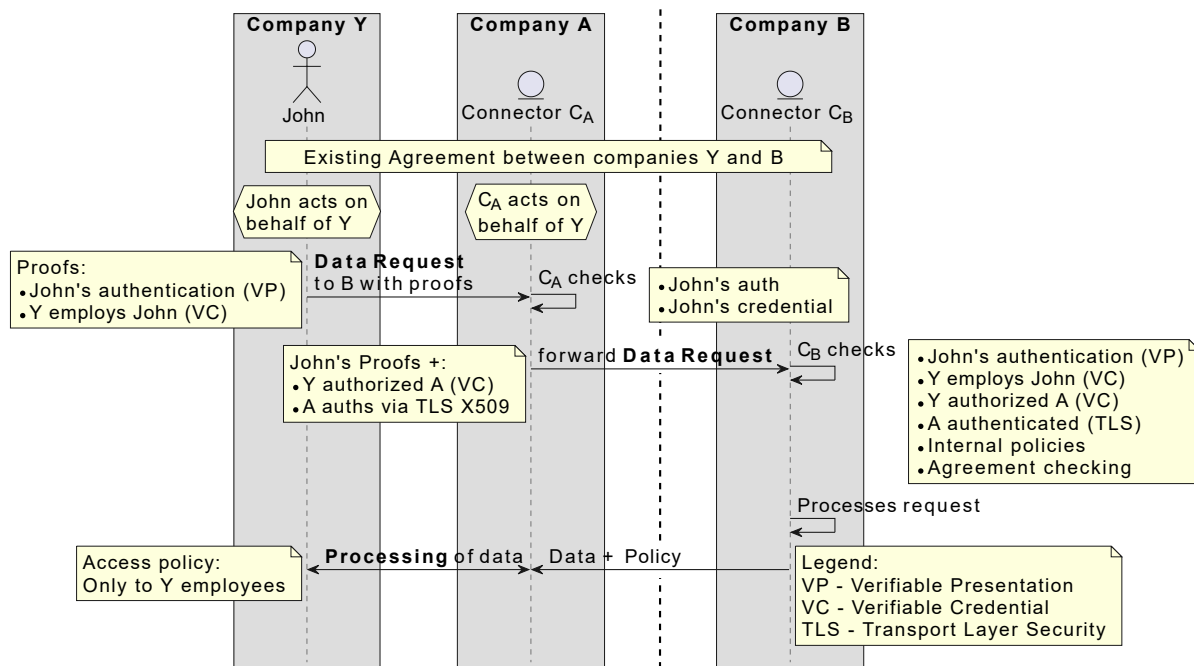 Company Y
Company A
Company B
John
Connector CA
Connector CB
Existing Agreement between companies Y and B
John acts on
behalf of Y
CA acts on
behalf of Y
Proofs:
•John's authentication (VP)
•Y employs John (VC)
Data Request
to B with proofs
CA checks
•John's auth
•John's credential
John's Proofs +:
•Y authorized A (VC)
•A auths via TLS X509
forward Data Request
CB checks
•John's authentication (VP)
•Y employs John (VC)
•Y authorized A (VC)
•A authenticated (TLS)
•Internal policies
•Agreement checking
Processes request
Access policy:
Only to Y employees
Processing of data
Data + Policy
Legend:
VP - Verifiable Presentation
VC - Verifiable Credential
TLS - Transport Layer Security